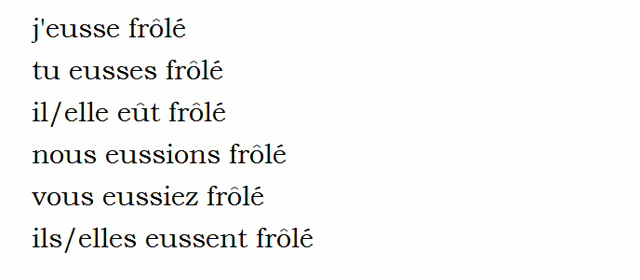 j'eusse frôlé
tu eusses frôlé
il/elle eût frôlé
nous eussions frôlé
vous eussiez frôlé
ils/elles eussent frôlé